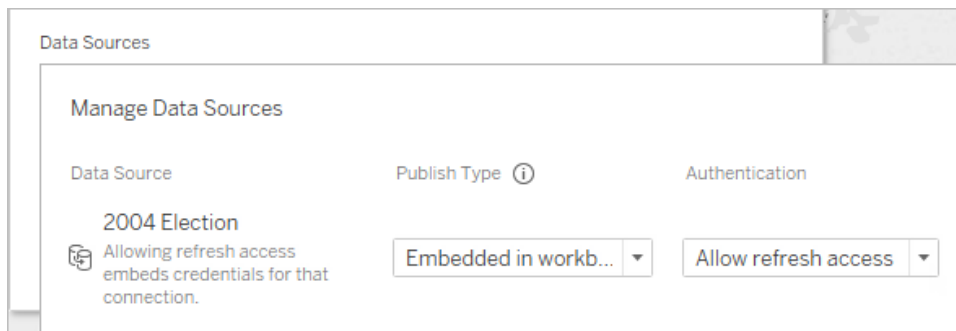 Data Sources
Manage Data Sources
Data Source Publish Type Authentication
2004 Election
Allowing refresh access
embeds credentials for that
connection.
Embedded in workb... Allow refresh access